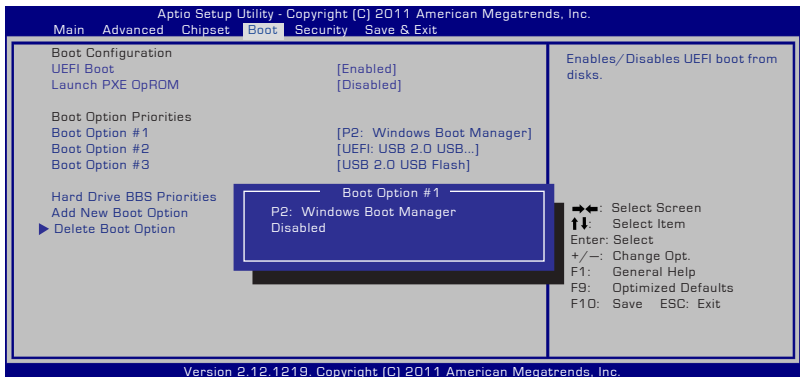 Aptio Setup Utility - Copyright (C) 2011 American Megatrends, Inc.
Main Advanced Chipset Boot Security Save & Exit
Boot Configuration
UEFI Boot [Enabled]
Launch PXE OpROM [Disabled]
Boot Option Priorities
Boot Option #1 [P2: Windows Boot Manager]
Boot Option #2 [UEFI: USB 2.0 USB...]
Boot Option #3 [USB 2.0 USB Flash]
Hard Drive BBS Priorities
Add New Boot Option
Delete Boot Option
Boot Option #1
P2: Windows Boot Manager
Disabled
Enables/Disables UEFI boot from
disks.
→←: Select Screen
↑↓: Select Item
Enter: Select
+/—: Change Opt.
F1: General Help
F9: Optimized Defaults
F10: Save ESC: Exit
Version 2.12.1219. Copyright (C) 2011 American Megatrends, Inc.